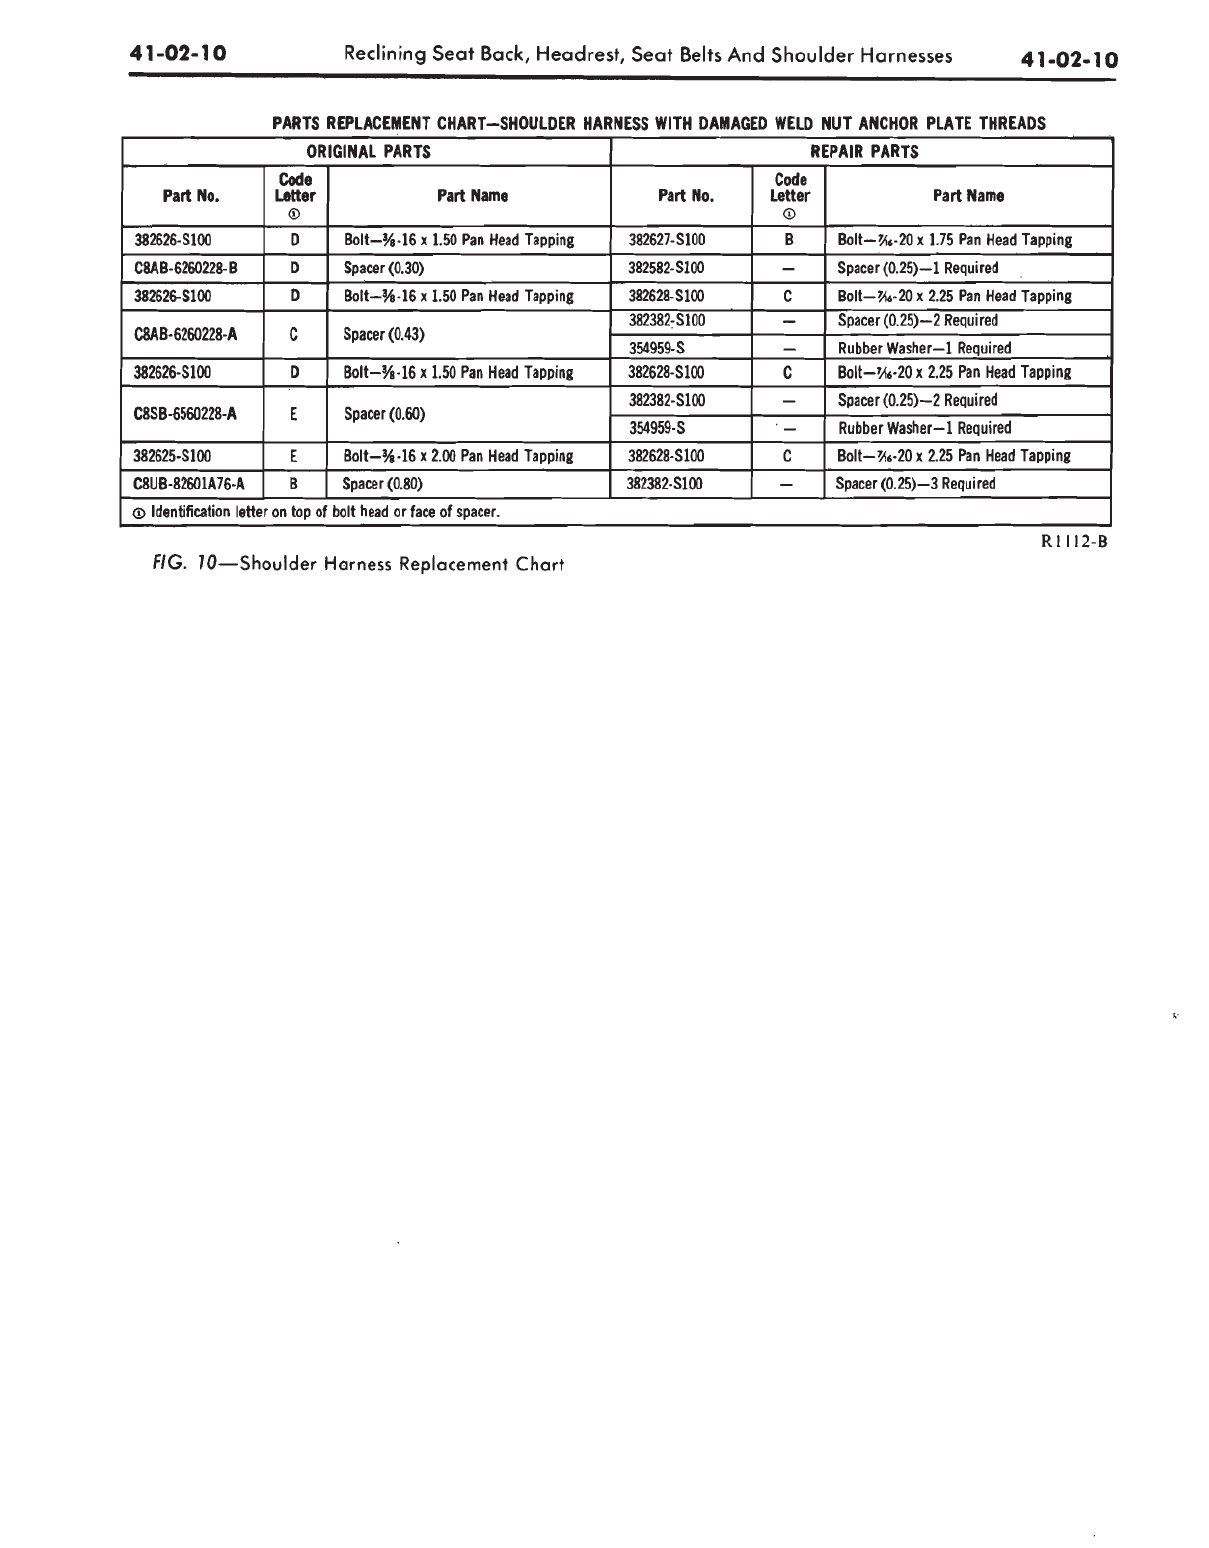 41-02-10 Reclining Seat Back, Headrest, Seat Belts And Shoulder Harnesses 41-02-10
PARTS REPLACEMENT CHART—SHOULDER HARNESS WITH DAMAGED WELD NUT ANCHOR PLATE THREADS
ORIGINAL PARTS REPAIR PARTS
Part No. Code Letter ① Part Name Part No. Code Letter ① Part Name
382626-S100 D Bolt—⅜-16 x 1.50 Pan Head Tapping 382627-S100 B Bolt—7/16-20 x 1.75 Pan Head Tapping
C8AB-6260228-B D Spacer (0.30) 382582-S100 — Spacer (0.25)—1 Required
382626-S100 D Bolt—⅜-16 x 1.50 Pan Head Tapping 382628-S100 C Bolt—7/16-20 x 2.25 Pan Head Tapping
C8AB-6260228-A C Spacer (0.43) 382382-S100 — Spacer (0.25)—2 Required
354959-S — Rubber Washer—1 Required
382626-S100 D Bolt—⅜-16 x 1.50 Pan Head Tapping 382628-S100 C Bolt—7/16-20 x 2.25 Pan Head Tapping
C8SB-6560228-A E Spacer (0.60) 382382-S100 — Spacer (0.25)—2 Required
354959-S — Rubber Washer—1 Required
382625-S100 E Bolt—⅜-16 x 2.00 Pan Head Tapping 382628-S100 C Bolt—7/16-20 x 2.25 Pan Head Tapping
C8UB-82601A76-A B Spacer (0.80) 382382-S100 — Spacer (0.25)—3 Required
① Identification letter on top of bolt head or face of spacer.
R1112-B
FIG. 10—Shoulder Harness Replacement Chart